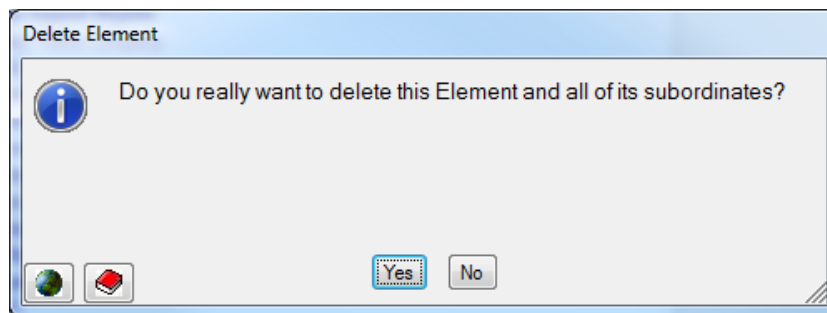 Delete Element
Do you really want to delete this Element and all of its subordinates?
Yes
No